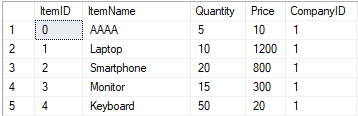 ItemID ItemName Quantity Price CompanyID
1 0 AAAA 5 10 1
2 1 Laptop 10 1200 1
3 2 Smartphone 20 800 1
4 3 Monitor 15 300 1
5 4 Keyboard 50 20 1